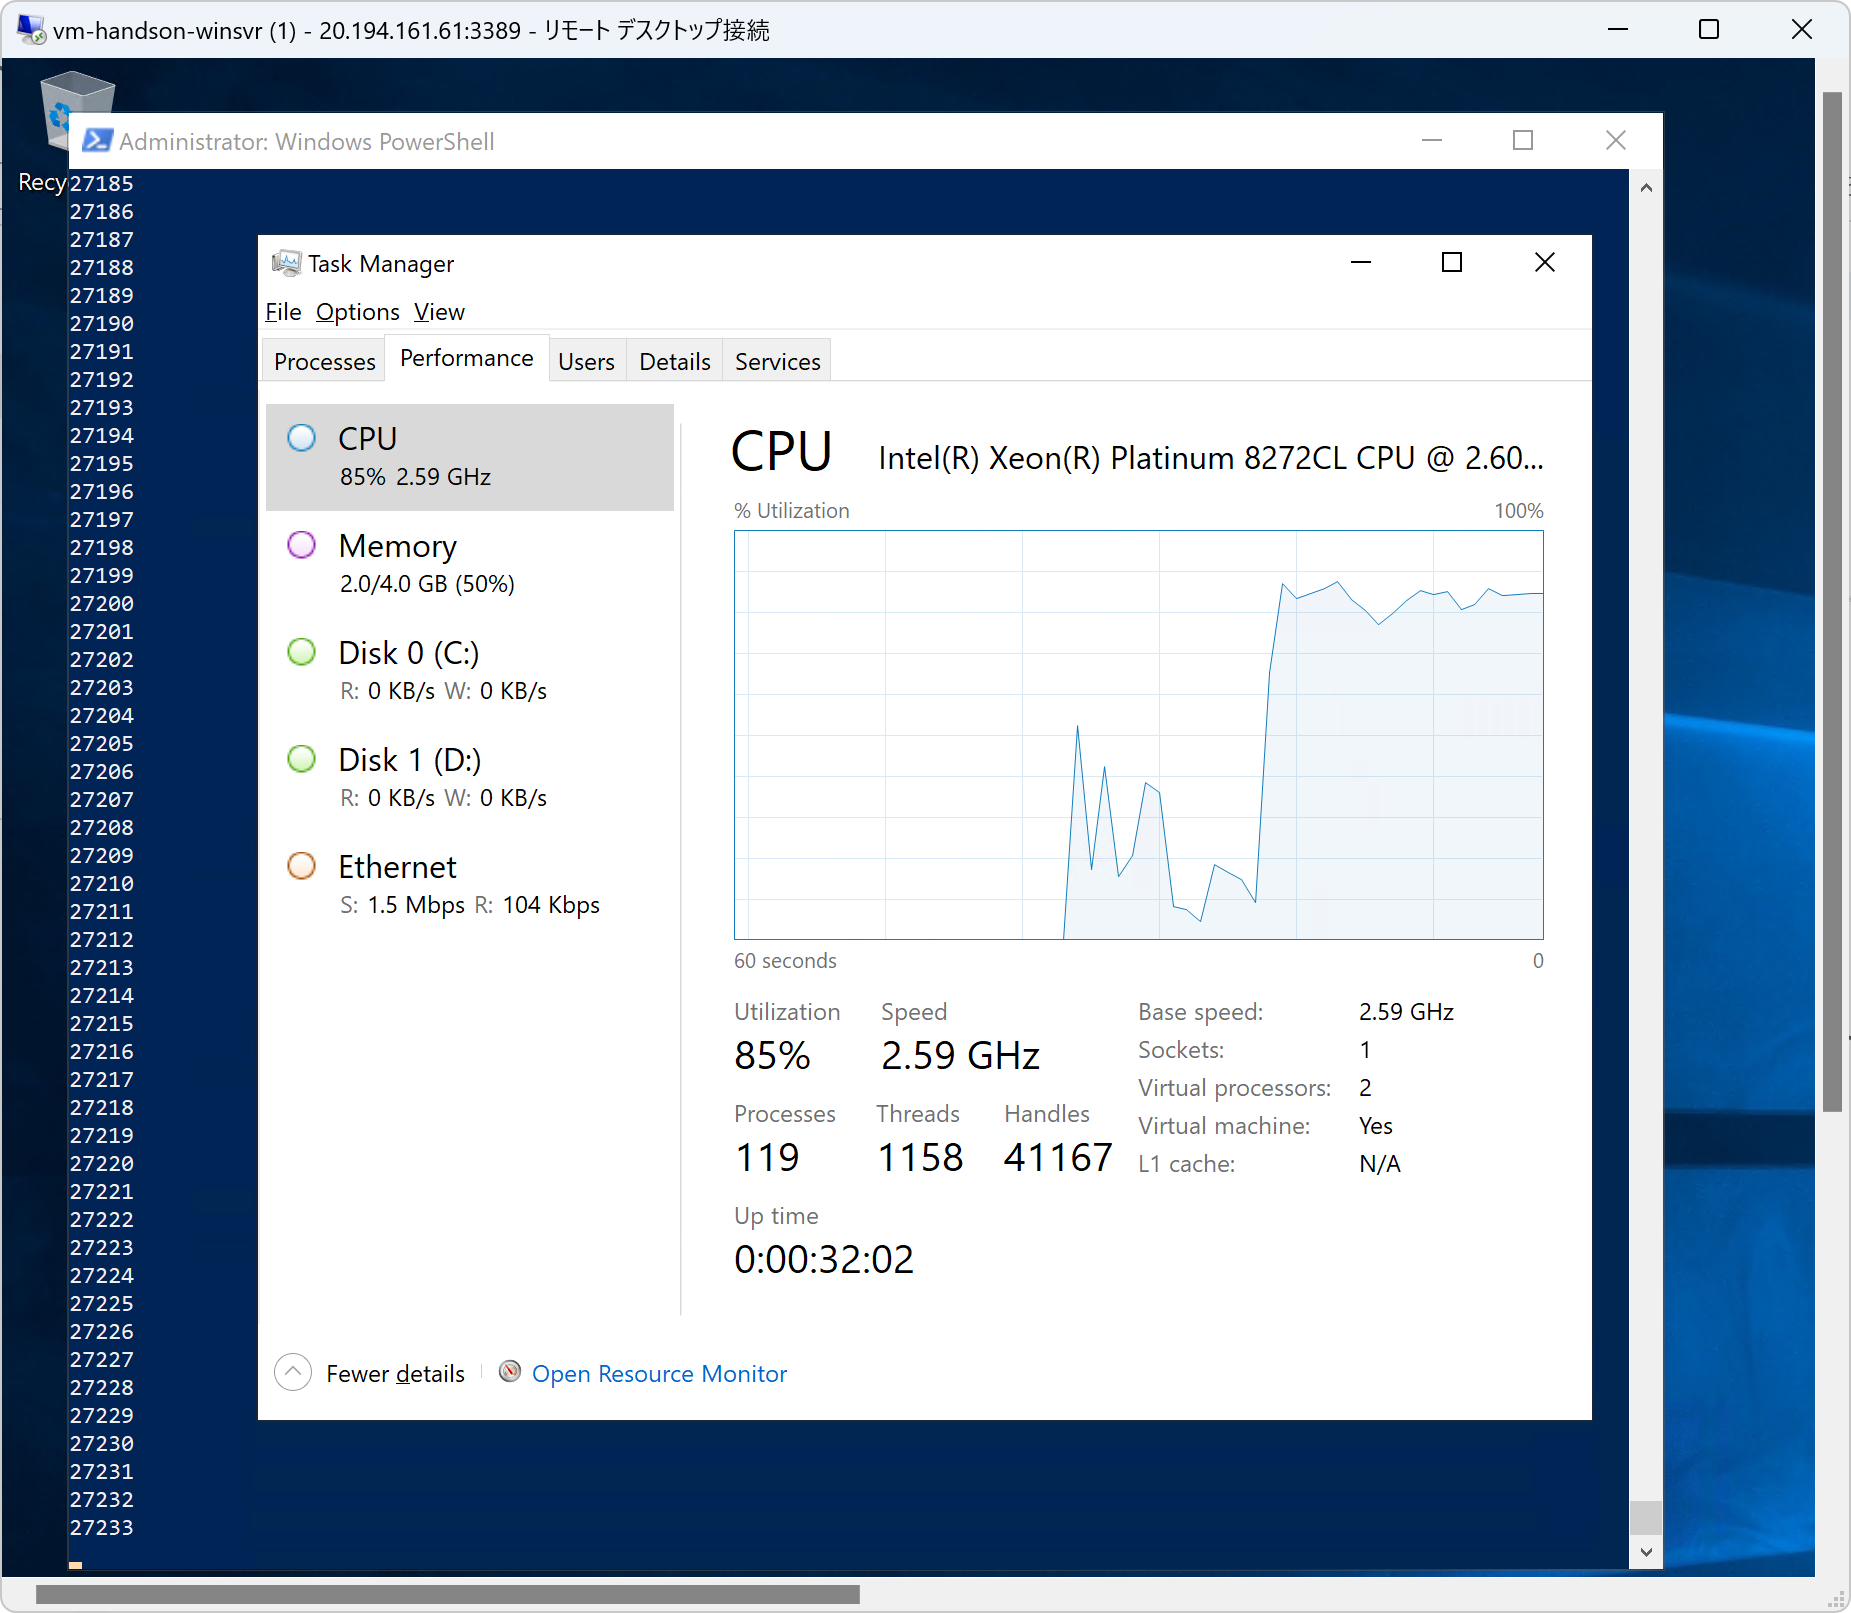 vm-handson-winsvr (1) - 20.194.161.61:3389 - リモート デスクトップ接続
Recy
Administrator: Windows PowerShell
27185
27186
27187
27188
27189
27190
27191
27192
27193
27194
27195
27196
27197
27198
27199
27200
27201
27202
27203
27204
27205
27206
27207
27208
27209
27210
27211
27212
27213
27214
27215
27216
27217
27218
27219
27220
27221
27222
27223
27224
27225
27226
27227
27228
27229
27230
27231
27232
27233
Task Manager
File Options View
Processes Performance Users Details Services
CPU
85% 2.59 GHz
Memory
2.0/4.0 GB (50%)
Disk 0 (C:)
R: 0 KB/s W: 0 KB/s
Disk 1 (D:)
R: 0 KB/s W: 0 KB/s
Ethernet
S: 1.5 Mbps R: 104 Kbps
CPU Intel(R) Xeon(R) Platinum 8272CL CPU @ 2.60...
% Utilization 100%
60 seconds 0
Utilization Speed
85% 2.59 GHz
Processes Threads Handles
119 1158 41167
Up time
0:00:32:02
Base speed: 2.59 GHz
Sockets: 1
Virtual processors: 2
Virtual machine: Yes
L1 cache: N/A
Fewer details Open Resource Monitor